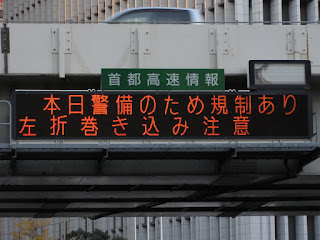 首都高速情報
本日警備のため規制あり
左折巻き込み注意